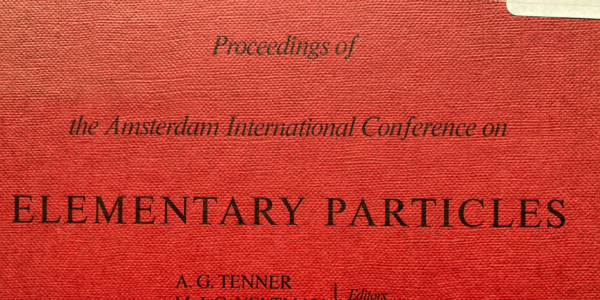 Proceedings of
the Amsterdam International Conference on
ELEMENTARY PARTICLES
A. G. TENNER
Editors